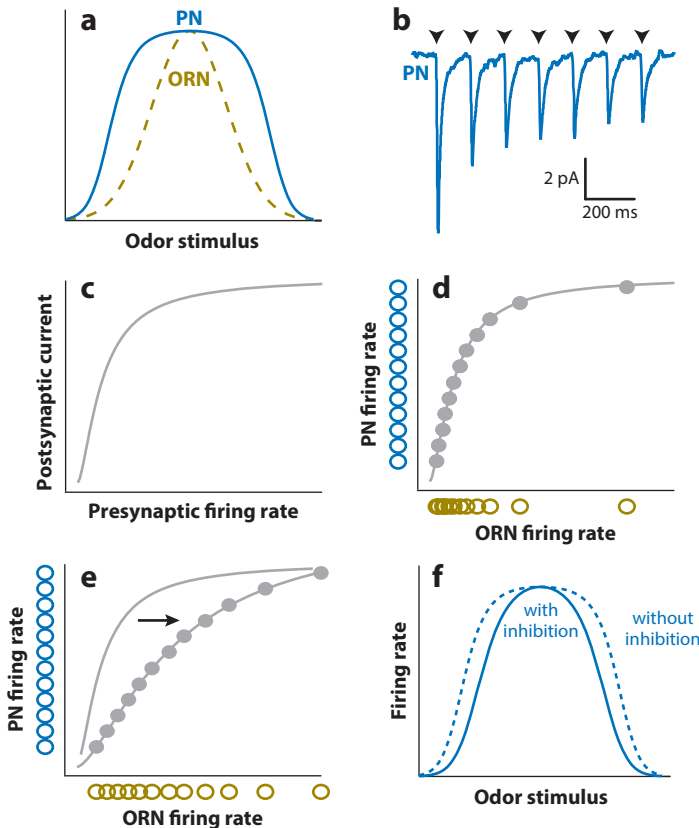 a
PN
ORN
Odor stimulus
b
PN
2 pA
200 ms
c
Postsynaptic current
Presynaptic firing rate
d
PN firing rate
ORN firing rate
e
PN firing rate
ORN firing rate
f
with
inhibition
without
inhibition
Firing rate
Odor stimulus